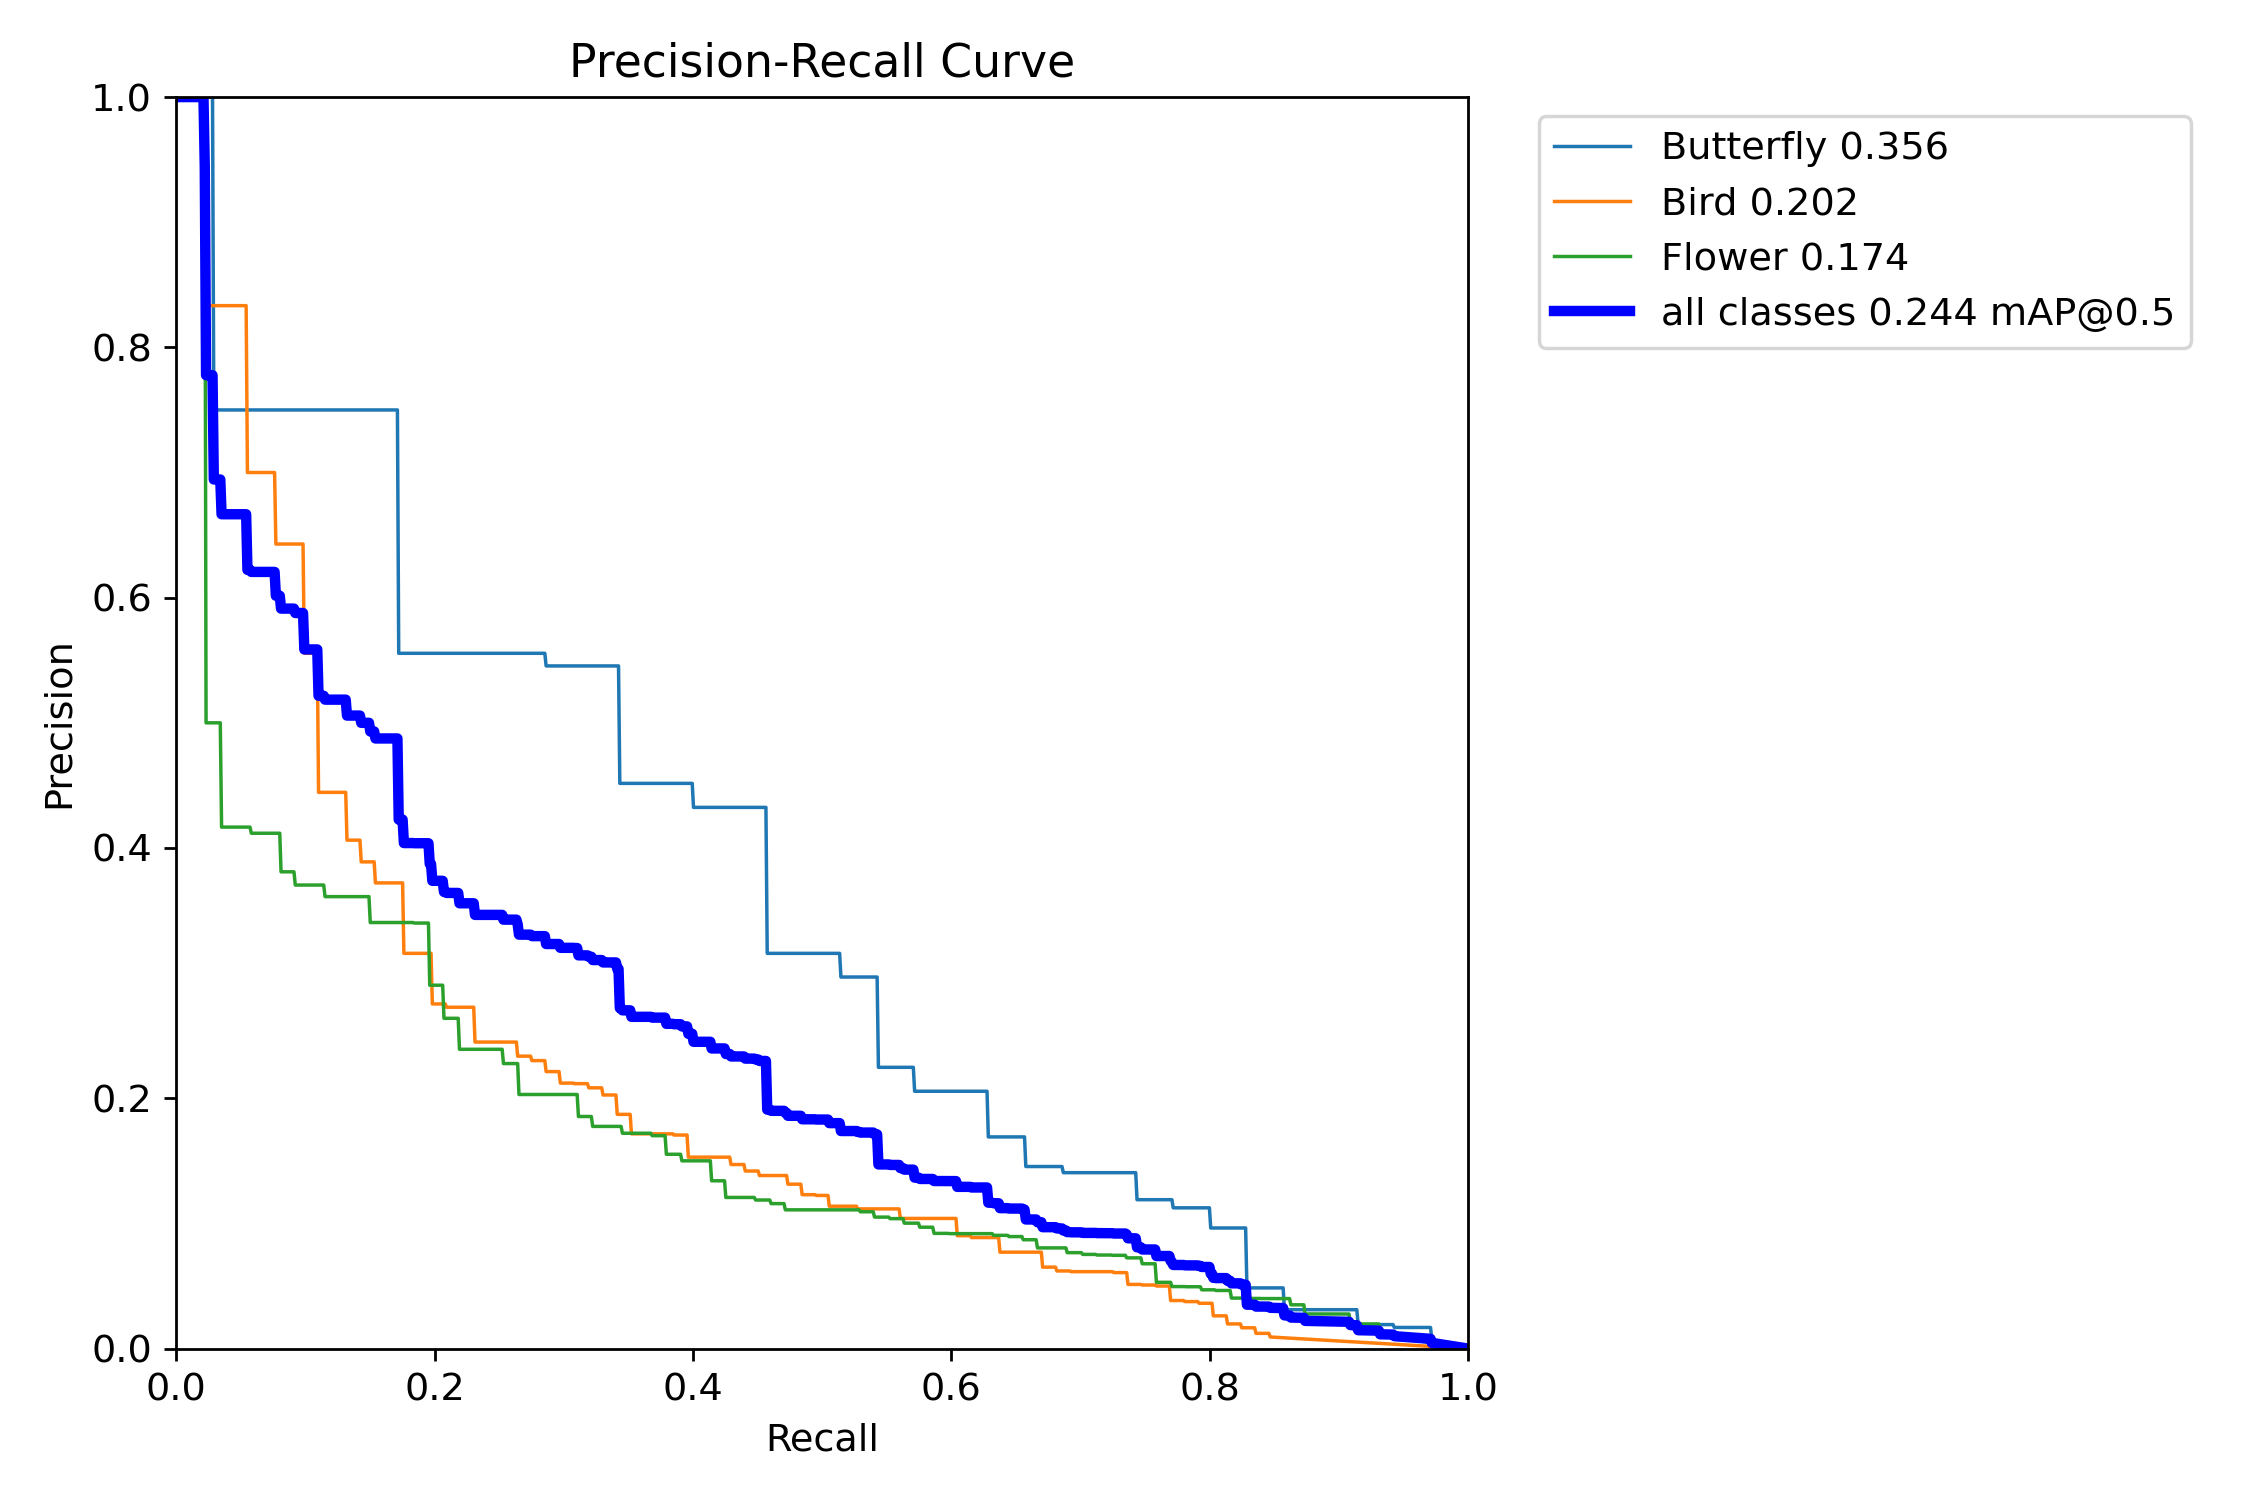 Precision-Recall Curve
1.0
0.8
0.6
0.4
0.2
0.0
Precision
0.0 0.2 0.4 0.6 0.8 1.0
Recall
Butterfly 0.356
Bird 0.202
Flower 0.174
all classes 0.244 mAP@0.5